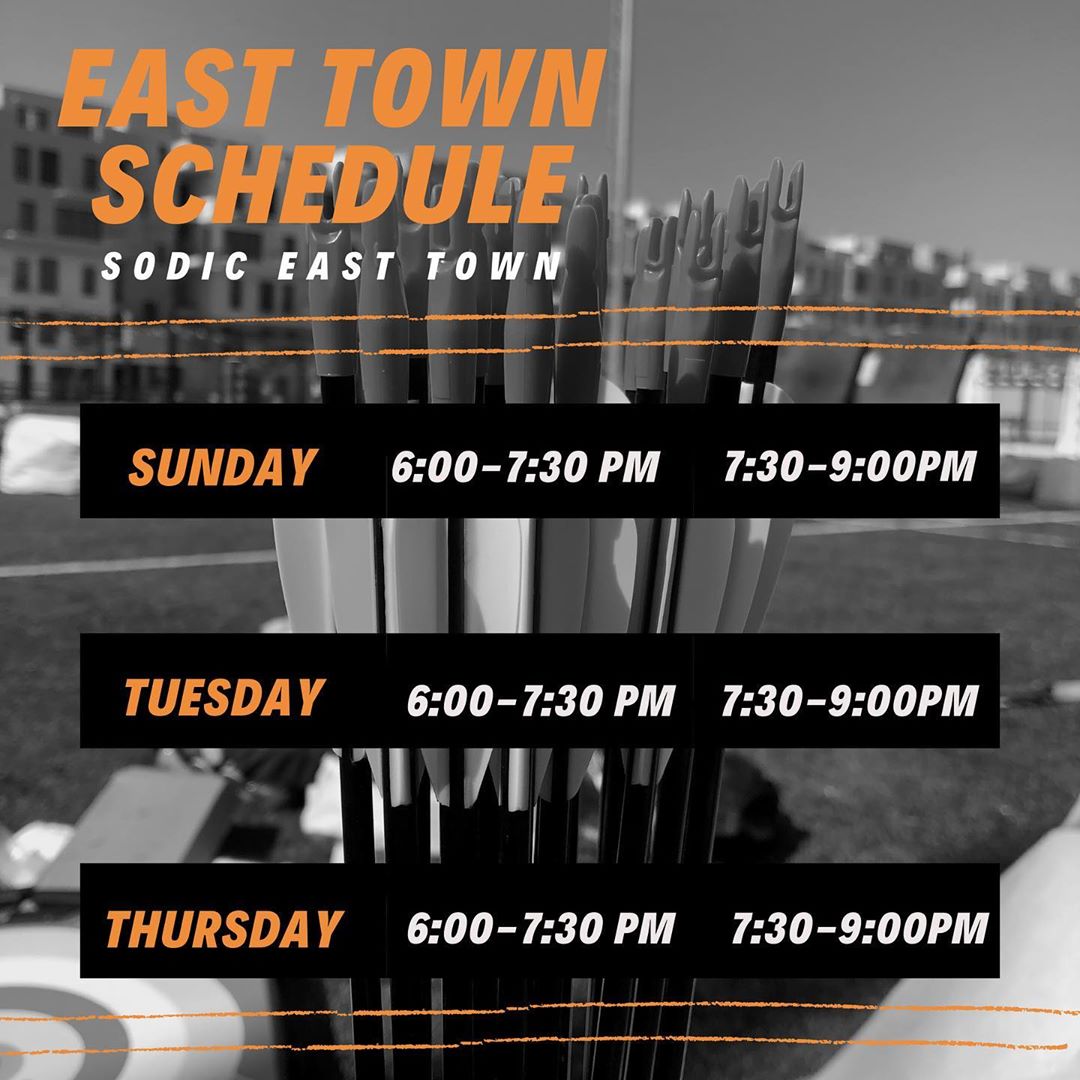 EAST TOWN
SCHEDULE
SODIC EAST TOWN
SUNDAY 6:00-7:30 PM 7:30-9:00PM
TUESDAY 6:00-7:30 PM 7:30-9:00PM
THURSDAY 6:00-7:30 PM 7:30-9:00PM